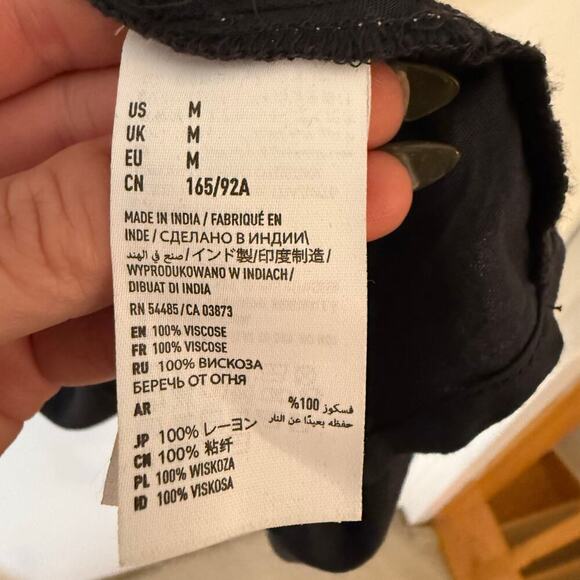 US M
UK M
EU M
CN 165/92A
MADE IN INDIA / FABRIQUÉ EN
INDE / СДЕЛАНО В ИНДИИ\
صنع في الهند /インド製/印度制造/
WYPRODUKOWANO W INDIACH /
DIBUAT DI INDIA
RN 54485 / CA 03873
EN 100% VISCOSE
FR 100% VISCOSE
RU 100% ВИСКОЗА
БЕРЕЧЬ ОТ ОГНЯ
AR فسكوز 100%
حفظه بعيدًا عن النار
JP 100% レーヨン
CN 100% 粘纤
PL 100% WISKOZA
ID 100% VISKOSA